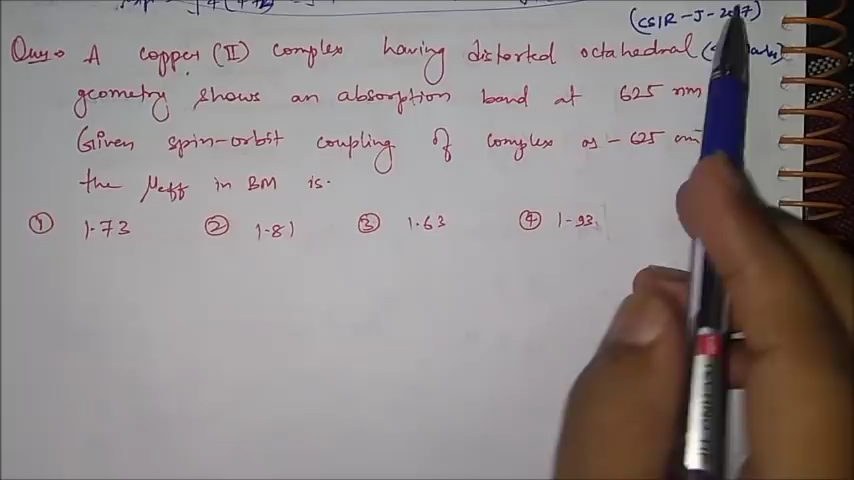 (CSIR - J - 2017)
Ques → A copper (II) complex having distorted octahedral
geometry shows an absorption band at 625 nm
Given spin-orbit coupling of complex as - 625 cm
the μeff in BM is.
① 1.73 ② 1.81 ③ 1.63 ④ 1.93